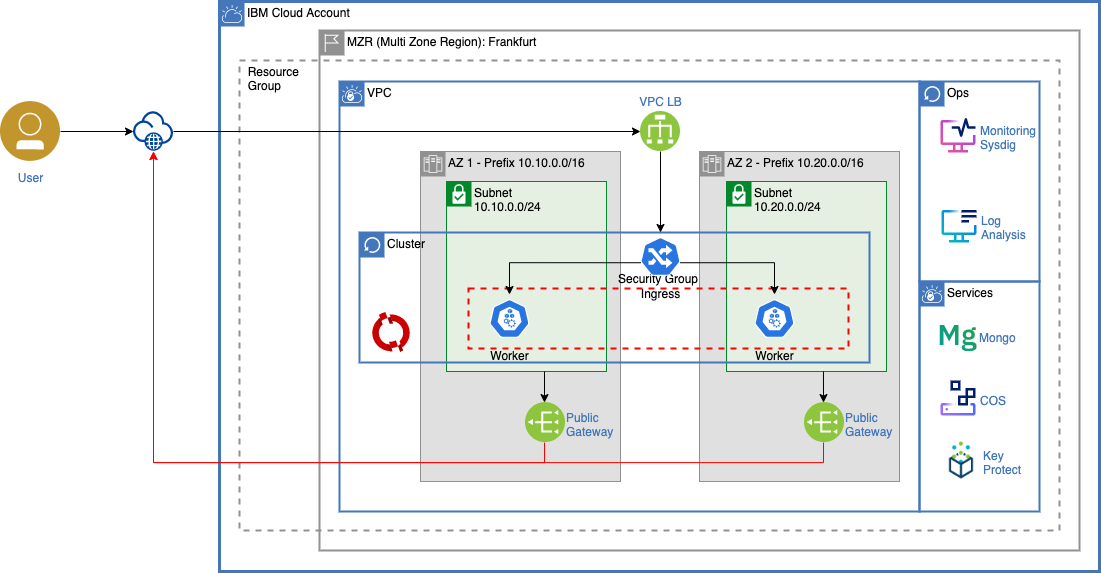 IBM Cloud Account
MZR (Multi Zone Region): Frankfurt
Resource
Group
VPC
Ops
VPC LB
Monitoring
Sysdig
User
AZ 1 - Prefix 10.10.0.0/16
AZ 2 - Prefix 10.20.0.0/16
Subnet
10.10.0.0/24
Subnet
10.20.0.0/24
Log
Analysis
Cluster
Security Group
Ingress
Services
Mg Mongo
Worker
Worker
COS
Public
Gateway
Public
Gateway
Key
Protect